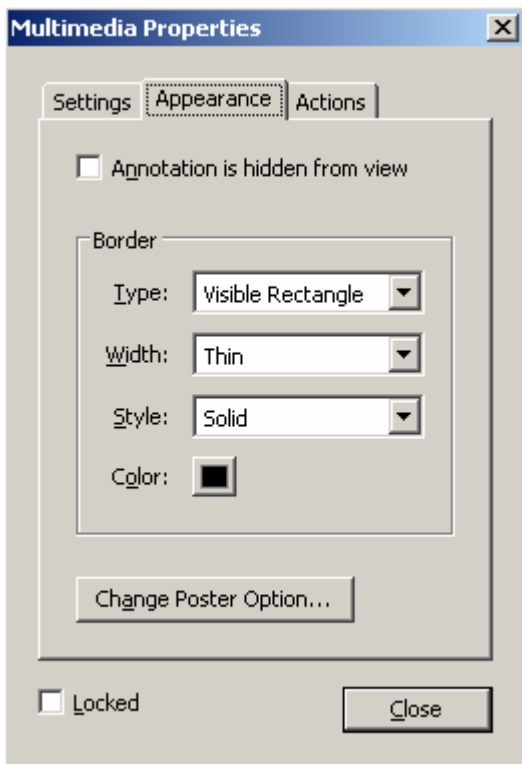 Multimedia Properties
Settings Appearance Actions
Annotation is hidden from view
Border
Type: Visible Rectangle
Width: Thin
Style: Solid
Color:
Change Poster Option...
Locked Close